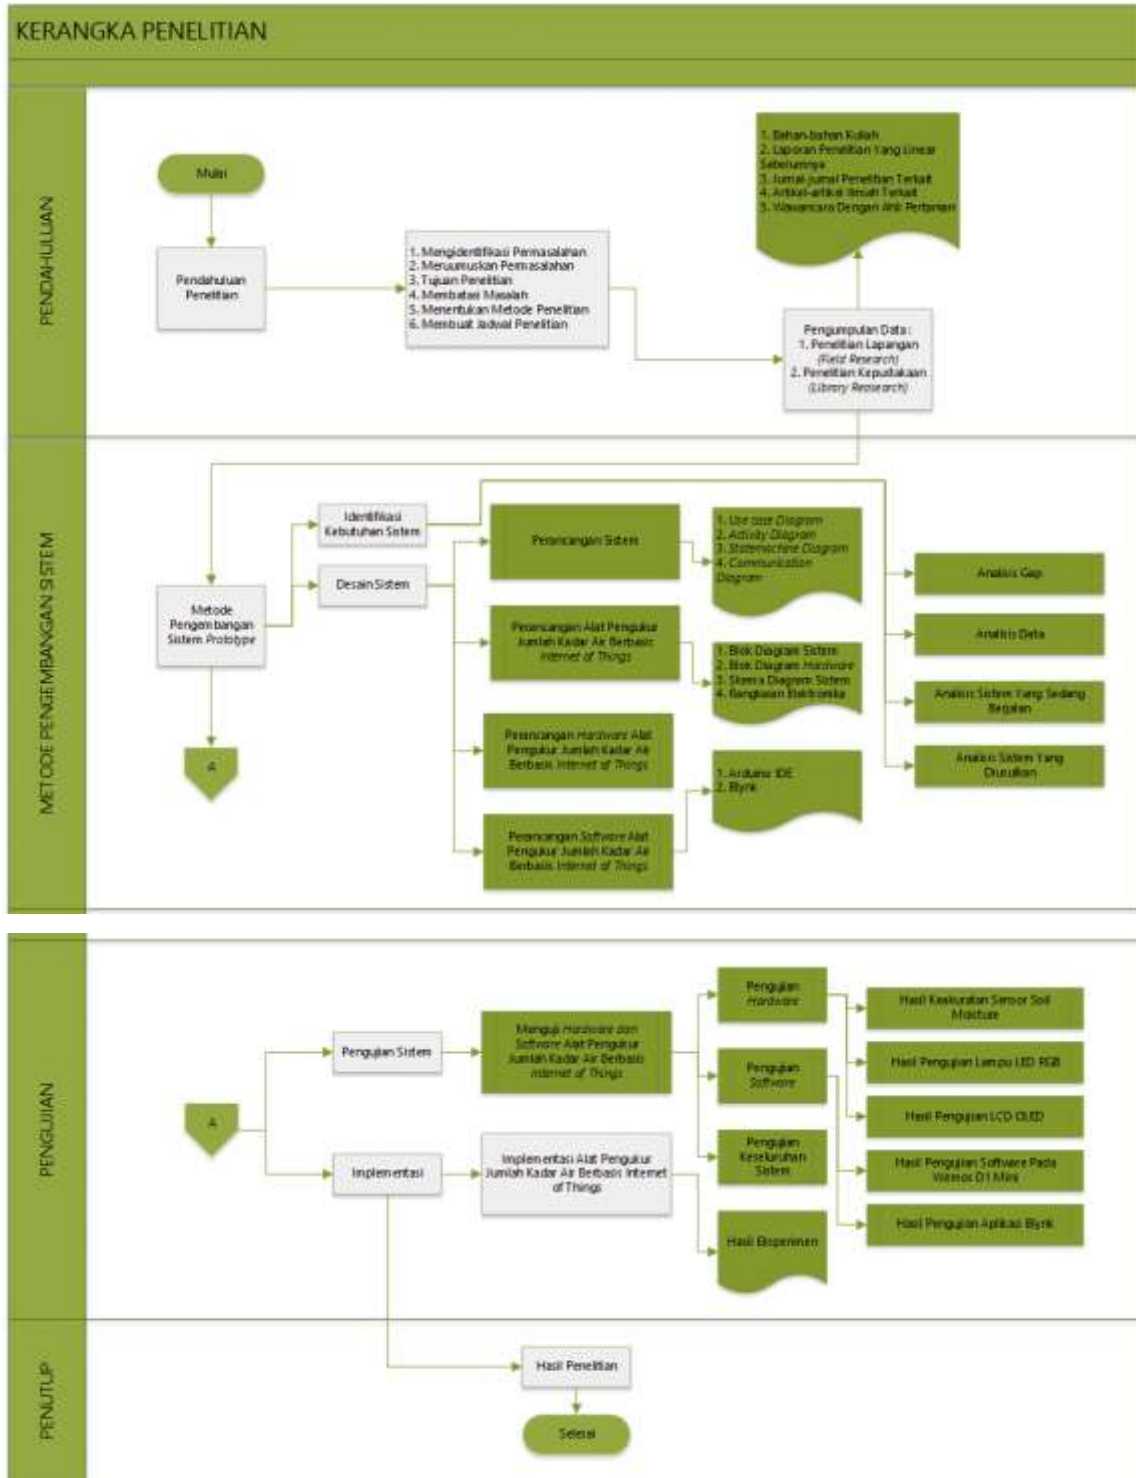 KERANGKA PENELITIAN
PENDAHULUAN
Mulai
Pendahuluan
Penelitian
1. Mengidentifikasi Permasalahan
2. Meruumuskan Permasalahan
3. Tujuan Penelitian
4. Membatasi Masalah
5. Menentukan Metode Penelitian
6. Membuat Jadwal Penelitian
1. Bahan-bahan Kuliah
2. Laporan Penelitian Yang Linear
Sebelumnya
3. Jurnal-jurnal Penelitian Terkait
4. Artikel-artikel Ilmiah Terkait
5. Wawancara Dengan Ahli Pertanian
Pengumpulan Data :
1. Penelitian Lapangan
(Field Research)
2. Penelitian Kepustakaan
(Library Reasearch)
METODE PENGEMBANGAN SISTEM
Metode
Pengembangan
Sistem Prototype
A
Identifikasi
Kebutuhan Sistem
Desain Sistem
Perancangan Sistem
1. Use case Diagram
2. Activity Diagram
3. Statemachine Diagram
4. Communication
Diagram
Perancangan Alat Pengukur
Jumlah Kadar Air Berbasis
Internet of Things
1. Blok Diagram Sistem
2. Blok Diagram Hardware
3. Skema Diagram Sistem
4. Rangkaian Elektronika
Perancangan Hardware Alat
Pengukur Jumlah Kadar Air
Berbasis Internet of Things
Perancangan Software Alat
Pengukur Jumlah Kadar Air
Berbasis Internet of Things
1. Arduino IDE
2. Blynk
Analisis Gap
Analisis Data
Analisis Sistem Yang Sedang
Berjalan
Analisis Sistem Yang
Diusulkan
PENGUJIAN
A
Pengujian Sistem
Menguji Hardware dan
Software Alat Pengukur
Jumlah Kadar Air Berbasis
Internet of Things
Pengujian
Hardware
Pengujian
Software
Pengujian
Keseluruhan
Sistem
Hasil Keakuratan Sensor Soil
Moisture
Hasil Pengujian Lampu LED RGB
Hasil Pengujian LCD OLED
Hasil Pengujian Software Pada
Wemos D1 Mini
Hasil Pengujian Aplikasi Blynk
Implementasi
Implementasi Alat Pengukur
Jumlah Kadar Air Berbasis Internet
of Things
Hasil Eksperimen
PENUTUP
Hasil Penelitian
Selesai